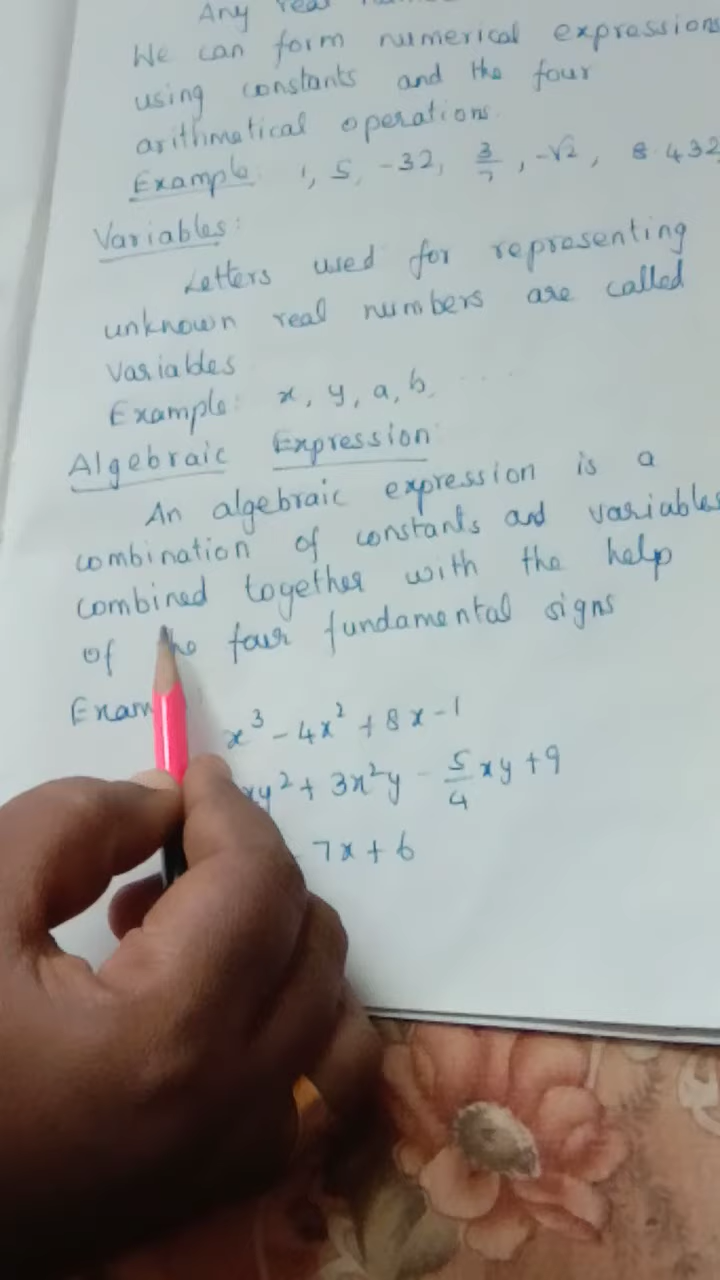 Any real
We can form numerical expressions
using constants and the four
arithmatical operations.
Example: 1, 5, -32, 3/7, -√2, 8.432
Variables:
Letters used for representing
unknown real numbers are called
variables
Example: x, y, a, b. ....
Algebraic Expression:
An algebraic expression is a
combination of constants and variables
combined together with the help
of the four fundamental signs
x³ - 4x² + 8x - 1
xy² + 3x²y - 5/4 xy + 9
7x + 6